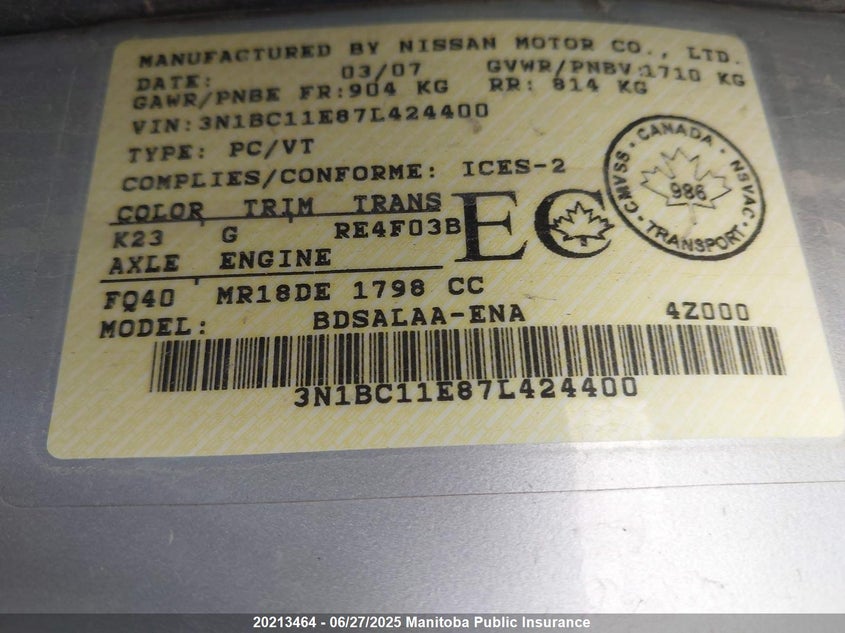 MANUFACTURED BY NISSAN MOTOR CO., LTD.
DATE: 03/07 GVWR/PNBV:1710 KG
GAWR/PNBE FR:904 KG RR: 814 KG
VIN:3N1BC11E87L424400
TYPE: PC/VT
COMPLIES/CONFORME: ICES-2
CANADA
CMVSS · NSVAC
986
TRANSPORT
COLOR TRIM TRANS
K23 G RE4F03B
EC
AXLE ENGINE
FQ40 MR18DE 1798 CC
MODEL: BDSALAA-ENA 4Z000
3N1BC11E87L424400
20213464 - 06/27/2025 Manitoba Public Insurance